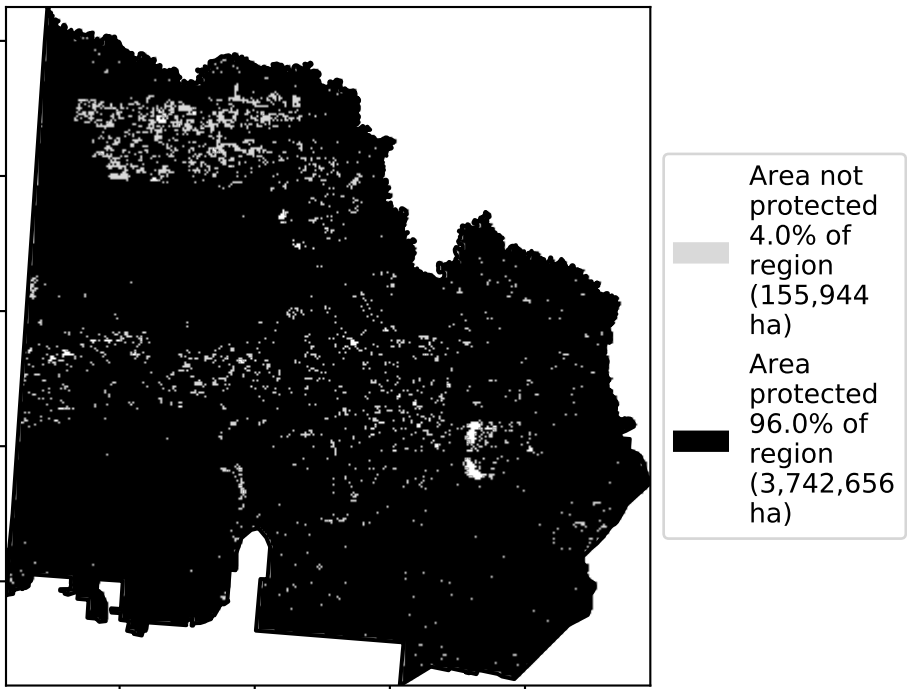 Area not
protected
4.0% of
region
(155,944
ha)
Area
protected
96.0% of
region
(3,742,656
ha)